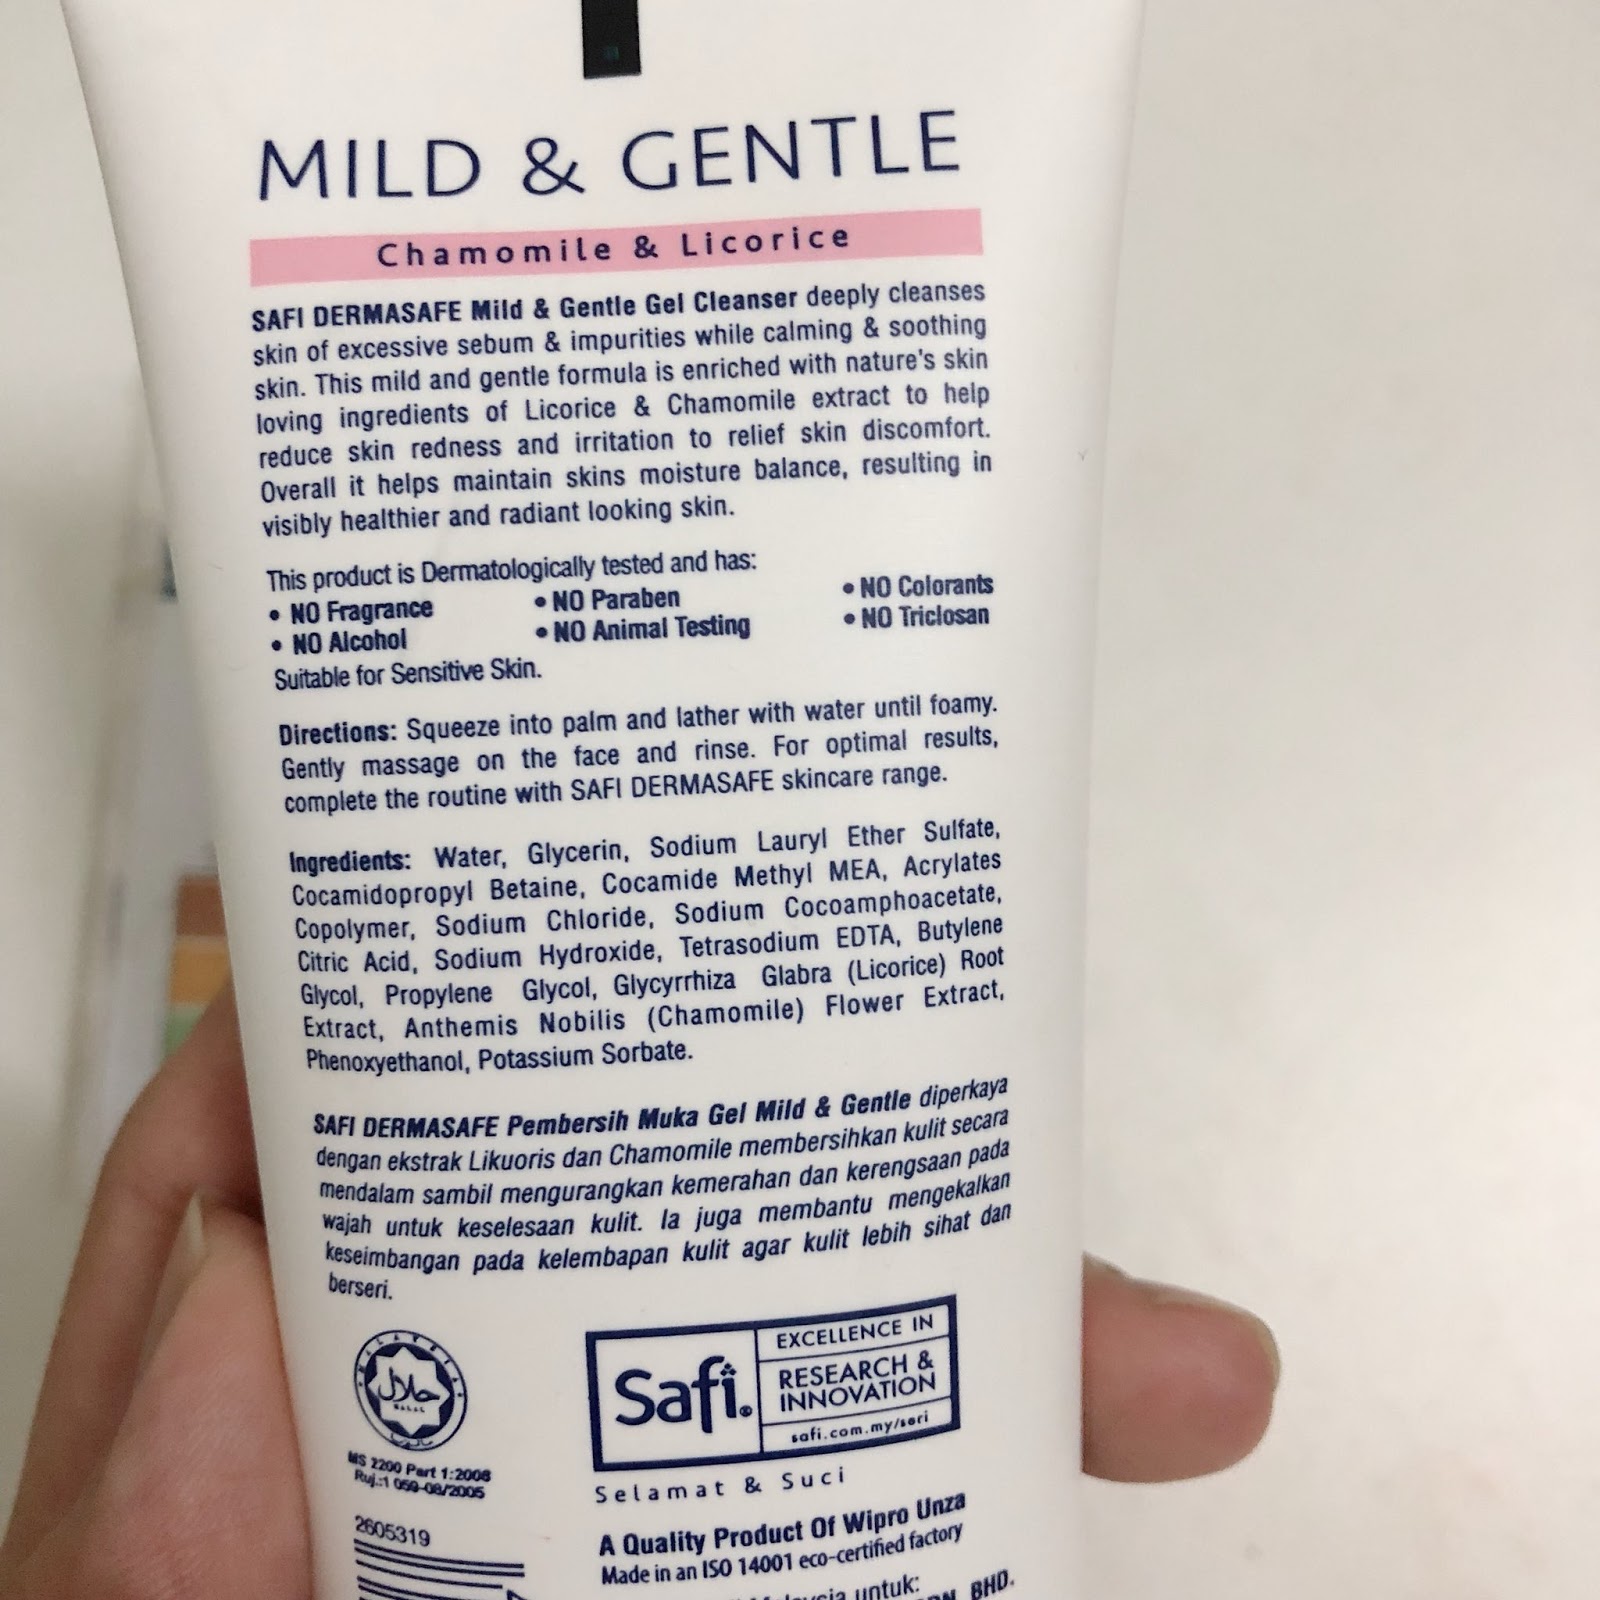 MILD & GENTLE
Chamomile & Licorice
SAFI DERMASAFE Mild & Gentle Gel Cleanser deeply cleanses
skin of excessive sebum & impurities while calming & soothing
skin. This mild and gentle formula is enriched with nature's skin
loving ingredients of Licorice & Chamomile extract to help
reduce skin redness and irritation to relief skin discomfort.
Overall it helps maintain skins moisture balance, resulting in
visibly healthier and radiant looking skin.
This product is Dermatologically tested and has:
• NO Fragrance • NO Paraben • NO Colorants
• NO Alcohol • NO Animal Testing • NO Triclosan
Suitable for Sensitive Skin.
Directions: Squeeze into palm and lather with water until foamy.
Gently massage on the face and rinse. For optimal results,
complete the routine with SAFI DERMASAFE skincare range.
Ingredients: Water, Glycerin, Sodium Lauryl Ether Sulfate,
Cocamidopropyl Betaine, Cocamide Methyl MEA, Acrylates
Copolymer, Sodium Chloride, Sodium Cocoamphoacetate,
Citric Acid, Sodium Hydroxide, Tetrasodium EDTA, Butylene
Glycol, Propylene Glycol, Glycyrrhiza Glabra (Licorice) Root
Extract, Anthemis Nobilis (Chamomile) Flower Extract,
Phenoxyethanol, Potassium Sorbate.
SAFI DERMASAFE Pembersih Muka Gel Mild & Gentle diperkaya
dengan ekstrak Likuoris dan Chamomile membersihkan kulit secara
mendalam sambil mengurangkan kemerahan dan kerengsaan pada
wajah untuk keselesaan kulit. Ia juga membantu mengekalkan
keseimbangan pada kelembapan kulit agar kulit lebih sihat dan
berseri.
MALAYSIA
حلال
HALAL
MS 2200 Part 1:2008
Ruj.:1 059-08/2005
2605319
Safi®
EXCELLENCE IN
RESEARCH &
INNOVATION
safi.com.my/seri
Selamat & Suci
A Quality Product Of Wipro Unza
Made in an ISO 14001 eco-certified factory
untuk:
BHD.